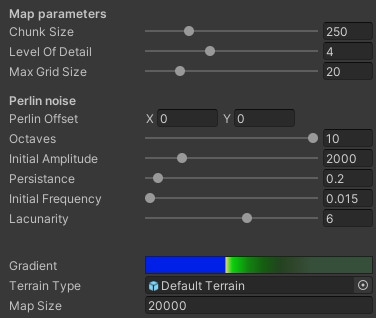 Map parameters
Chunk Size 250
Level Of Detail 4
Max Grid Size 20
Perlin noise
Perlin Offset X 0 Y 0
Octaves 10
Initial Amplitude 2000
Persistance 0.2
Initial Frequency 0.015
Lacunarity 6
Gradient
Terrain Type Default Terrain
Map Size 20000